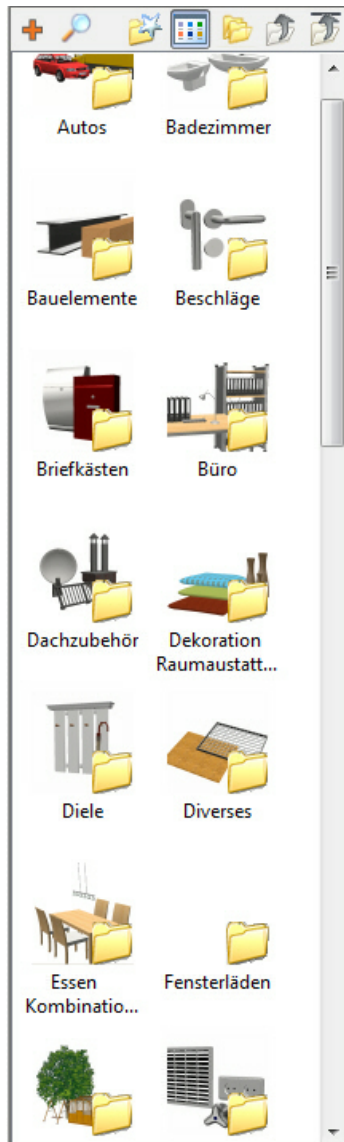 Autos
Badezimmer
Bauelemente
Beschläge
Briefkästen
Büro
Dachzubehör
Dekoration
Raumaustatt...
Diele
Diverses
Essen
Kombinatio...
Fensterläden